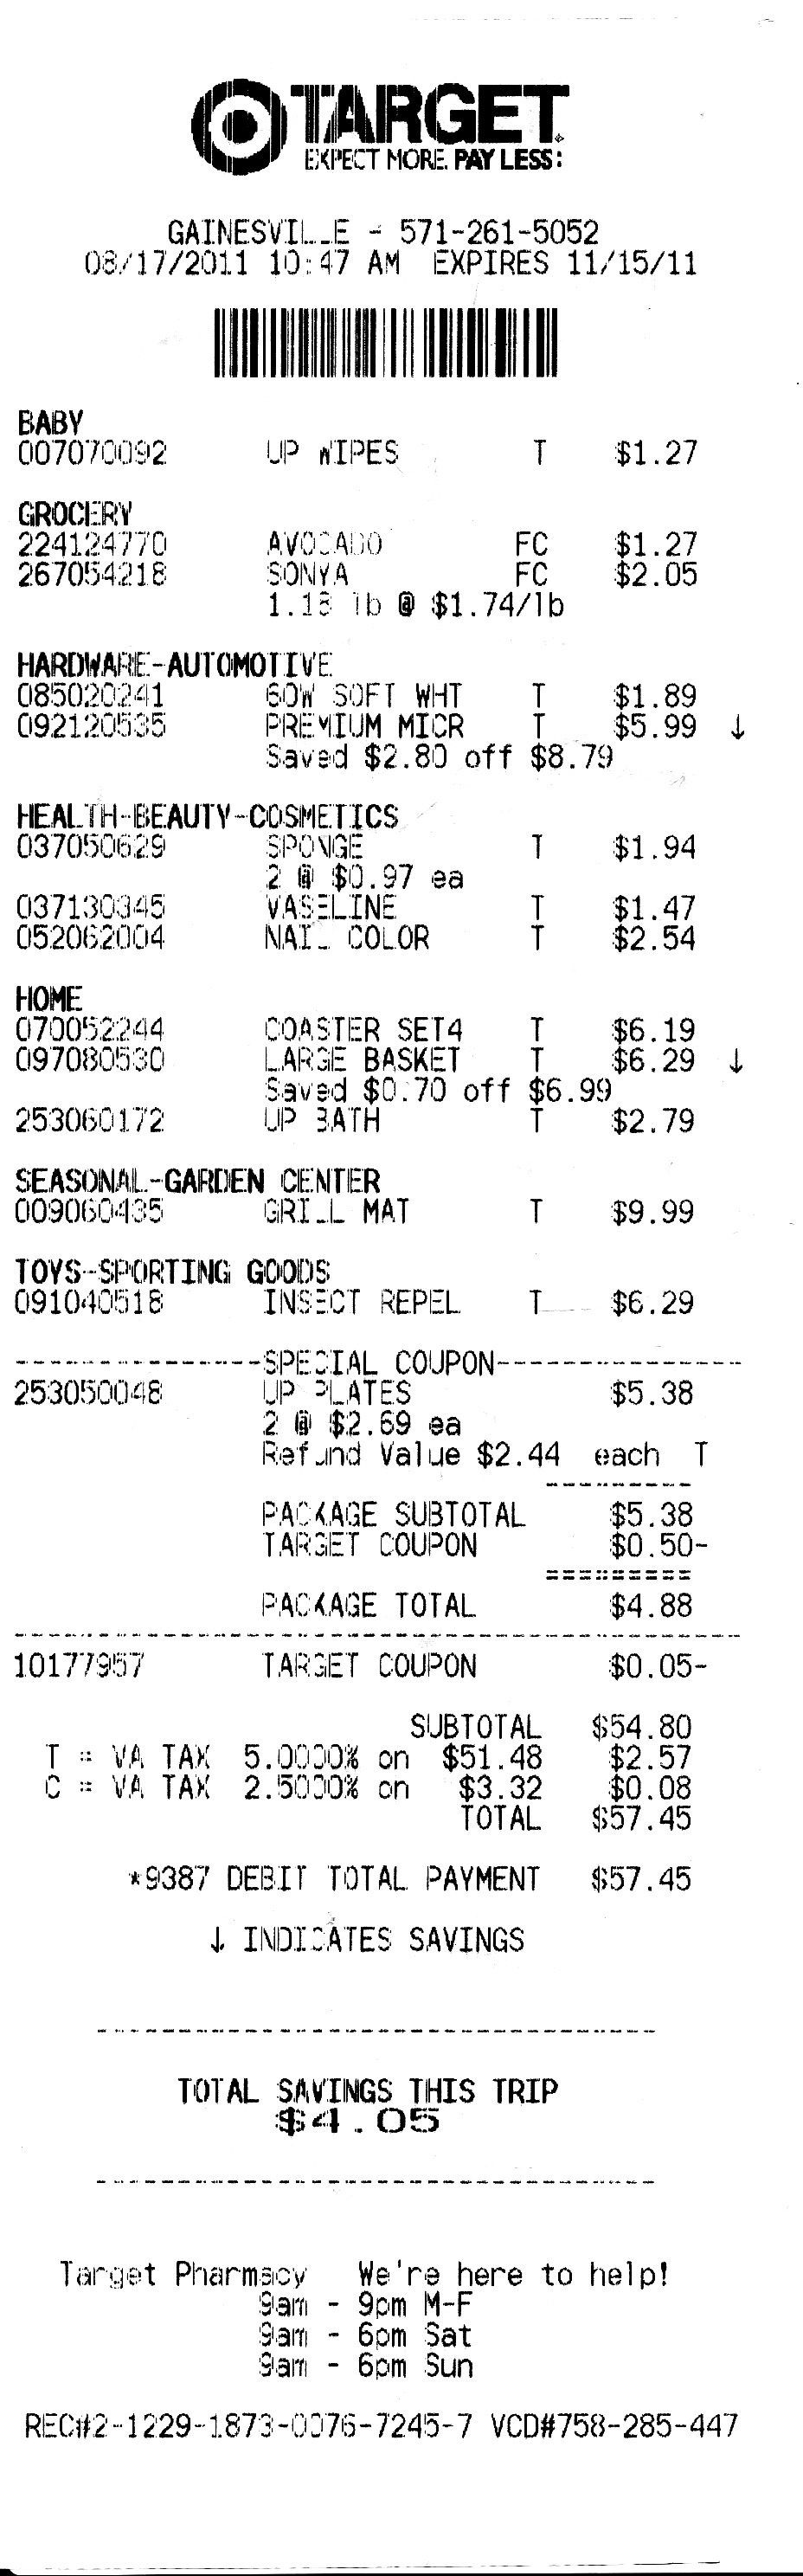 TARGET
EXPECT MORE. PAY LESS.
GAINESVILLE - 571-261-5052
08/17/2011 10:47 AM EXPIRES 11/15/11
BABY
007070092 UP WIPES T $1.27
GROCERY
224124770 AVOCADO FC $1.27
267054218 SONYA FC $2.05
1.18 lb @ $1.74/lb
HARDWARE-AUTOMOTIVE
085020241 60W SOFT WHT T $1.89
092120535 PREMIUM MICR T $5.99 ↓
Saved $2.80 off $8.79
HEALTH-BEAUTY-COSMETICS
037050629 SPONGE T $1.94
2 @ $0.97 ea
037130345 VASELINE T $1.47
052062004 NAIL COLOR T $2.54
HOME
070052244 COASTER SET4 T $6.19
097080530 LARGE BASKET T $6.29 ↓
Saved $0.70 off $6.99
253060172 UP BATH T $2.79
SEASONAL-GARDEN CENTER
009060435 GRILL MAT T $9.99
TOYS-SPORTING GOODS
091040518 INSECT REPEL T $6.29
----------------SPECIAL COUPON----------------
253050048 UP PLATES $5.38
2 @ $2.69 ea
Refund Value $2.44 each T
---------
PACKAGE SUBTOTAL $5.38
TARGET COUPON $0.50-
=========
PACKAGE TOTAL $4.88
----------------------------------------------
10177957 TARGET COUPON $0.05-
SUBTOTAL $54.80
T = VA TAX 5.0000% on $51.48 $2.57
C = VA TAX 2.5000% on $3.32 $0.08
TOTAL $57.45
*9387 DEBIT TOTAL PAYMENT $57.45
↓ INDICATES SAVINGS
----------------------------------
TOTAL SAVINGS THIS TRIP
$4.05
----------------------------------
Target Pharmacy We're here to help!
9am - 9pm M-F
9am - 6pm Sat
9am - 6pm Sun
REC#2-1229-1873-0076-7245-7 VCD#758-285-447